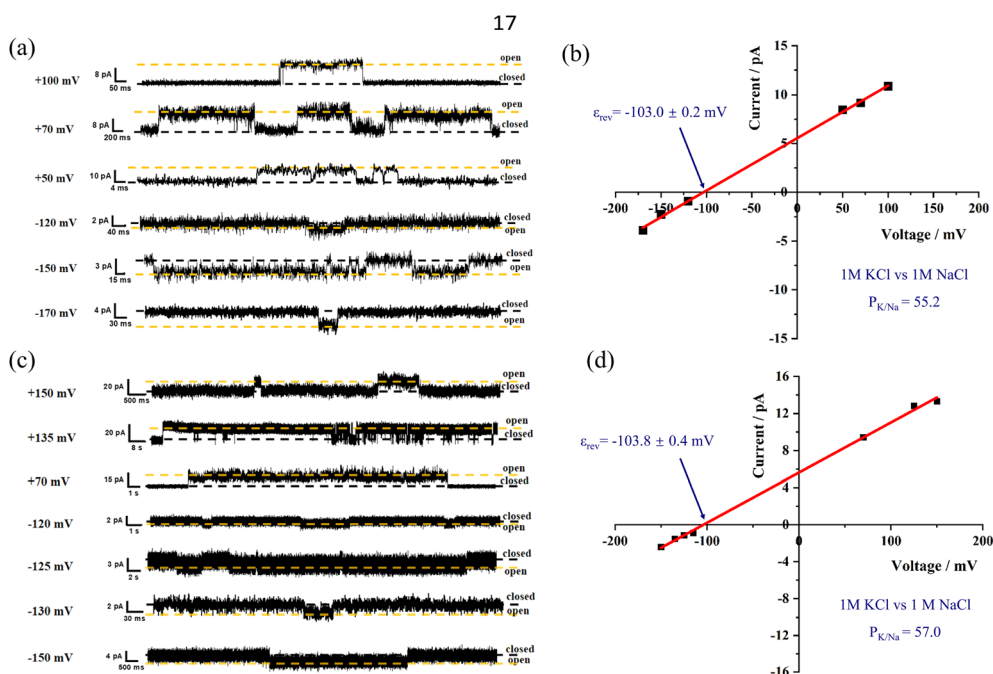 17
(a)
+100 mV
8 pA
50 ms
open
closed
+70 mV
8 pA
200 ms
open
closed
+50 mV
10 pA
4 ms
open
closed
-120 mV
2 pA
40 ms
closed
open
-150 mV
3 pA
15 ms
closed
open
-170 mV
4 pA
30 ms
closed
open
(b)
Current / pA
15
10
5
0
-5
-10
-15
-200
-150
-100
-50
50
100
150
200
Voltage / mV
εrev= -103.0 ± 0.2 mV
1M KCl vs 1M NaCl
PK/Na = 55.2
(c)
+150 mV
20 pA
500 ms
open
closed
+135 mV
20 pA
8 s
open
closed
+70 mV
15 pA
1 s
open
closed
-120 mV
2 pA
1 s
closed
open
-125 mV
3 pA
2 s
closed
open
-130 mV
2 pA
30 ms
closed
open
-150 mV
4 pA
500 ms
closed
open
(d)
Current / pA
16
12
8
4
0
-4
-8
-12
-16
-200
-100
0
100
200
Voltage / mV
εrev= -103.8 ± 0.4 mV
1M KCl vs 1 M NaCl
PK/Na = 57.0